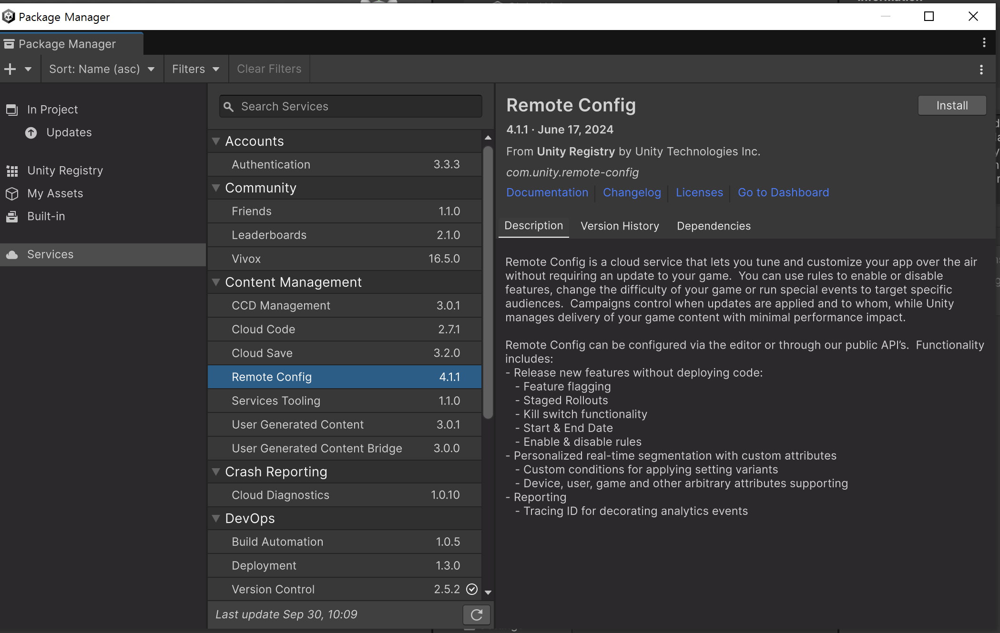 Package Manager
Package Manager
Sort: Name (asc)
Filters
Clear Filters
In Project
Updates
Unity Registry
My Assets
Built-in
Services
Search Services
Accounts
Authentication 3.3.3
Community
Friends 1.1.0
Leaderboards 2.1.0
Vivox 16.5.0
Content Management
CCD Management 3.0.1
Cloud Code 2.7.1
Cloud Save 3.2.0
Remote Config 4.1.1
Services Tooling 1.1.0
User Generated Content 3.0.1
User Generated Content Bridge 3.0.0
Crash Reporting
Cloud Diagnostics 1.0.10
DevOps
Build Automation 1.0.5
Deployment 1.3.0
Version Control 2.5.2
Last update Sep 30, 10:09
Remote Config
Install
4.1.1 · June 17, 2024
From Unity Registry by Unity Technologies Inc.
com.unity.remote-config
Documentation Changelog Licenses Go to Dashboard
Description Version History Dependencies
Remote Config is a cloud service that lets you tune and customize your app over the air
without requiring an update to your game.  You can use rules to enable or disable
features, change the difficulty of your game or run special events to target specific
audiences.  Campaigns control when updates are applied and to whom, while Unity
manages delivery of your game content with minimal performance impact.
Remote Config can be configured via the editor or through our public API’s.  Functionality
includes:
- Release new features without deploying code:
- Feature flagging
- Staged Rollouts
- Kill switch functionality
- Start & End Date
- Enable & disable rules
- Personalized real-time segmentation with custom attributes
- Custom conditions for applying setting variants
- Device, user, game and other arbitrary attributes supporting
- Reporting
- Tracing ID for decorating analytics events